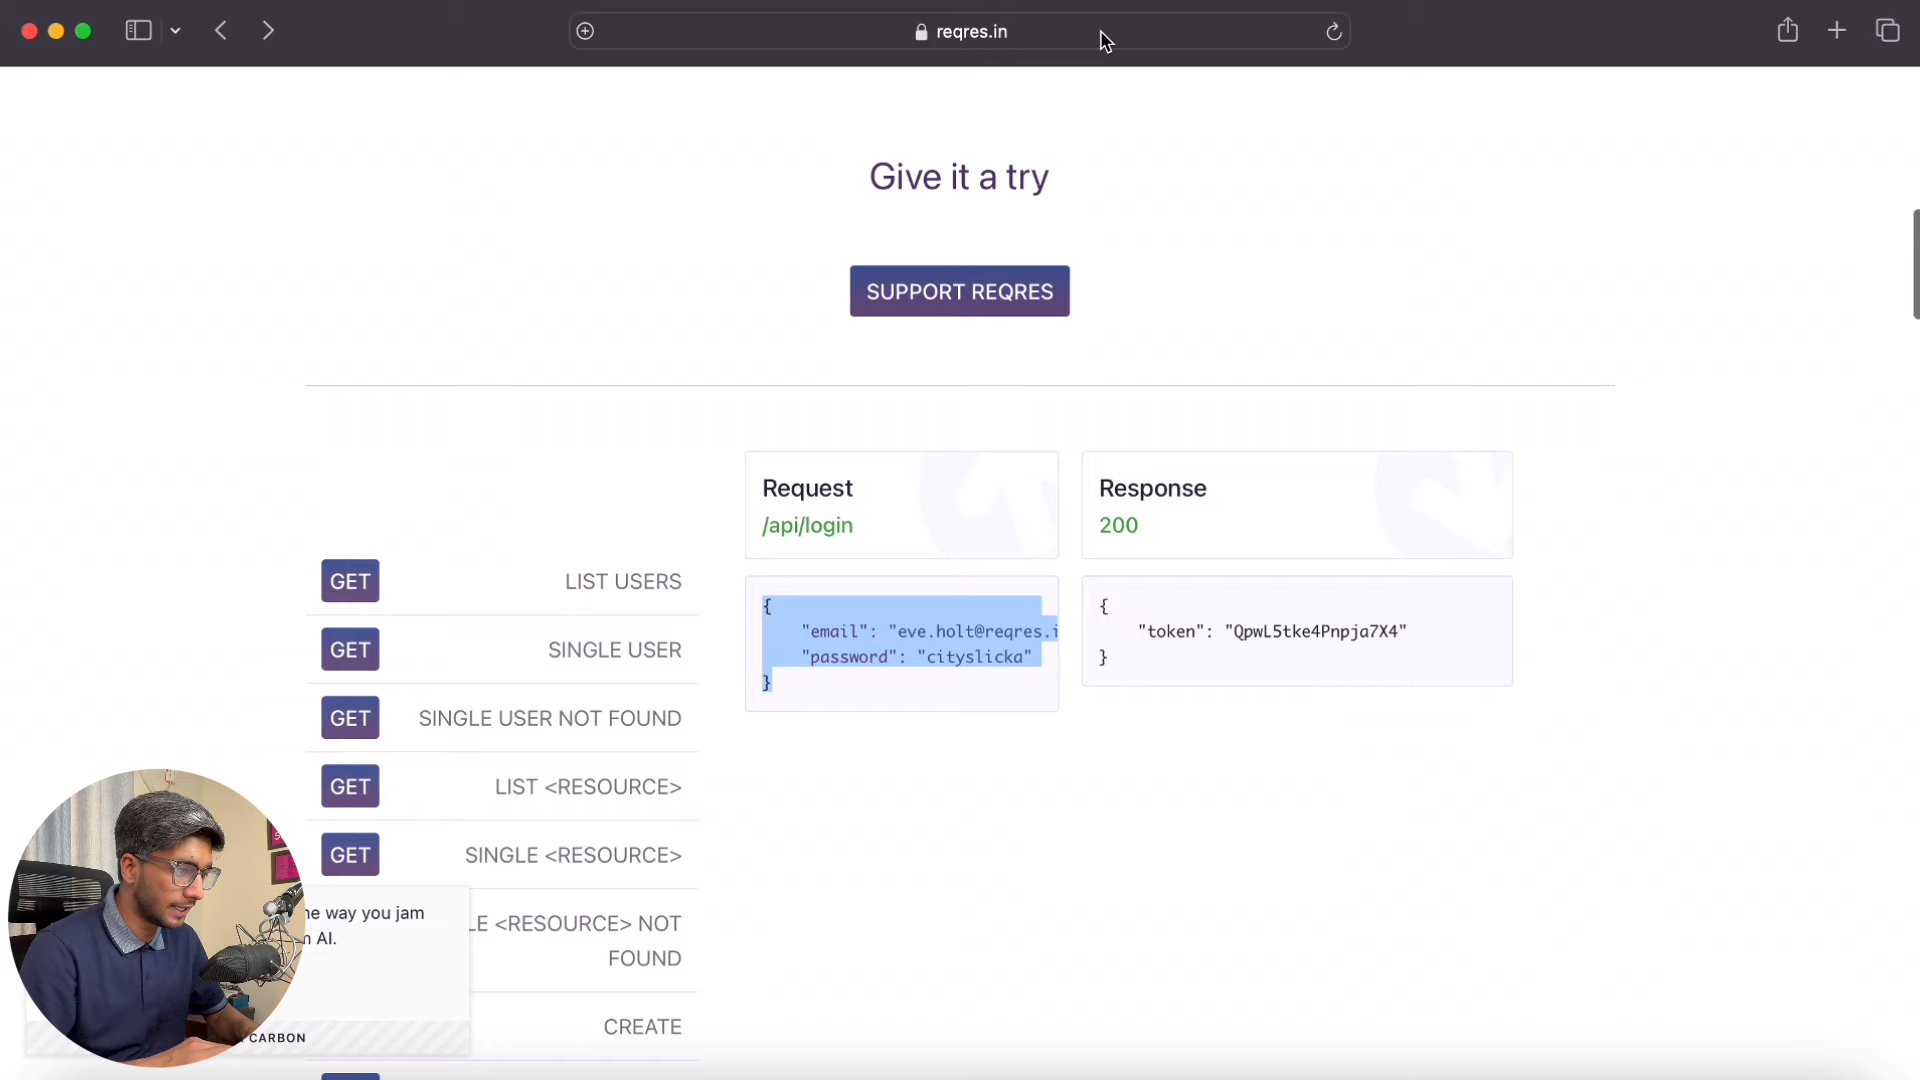 reqres.in
Give it a try
SUPPORT REQRES
Request
/api/login
Response
200
{
"email": "eve.holt@reqres.i
"password": "cityslicka"
}
{
"token": "QpwL5tke4Pnpja7X4"
}
GET LIST USERS
GET SINGLE USER
GET SINGLE USER NOT FOUND
GET LIST <RESOURCE>
GET SINGLE <RESOURCE>
LE <RESOURCE> NOT
FOUND
CREATE
way you jam
AI.
CARBON